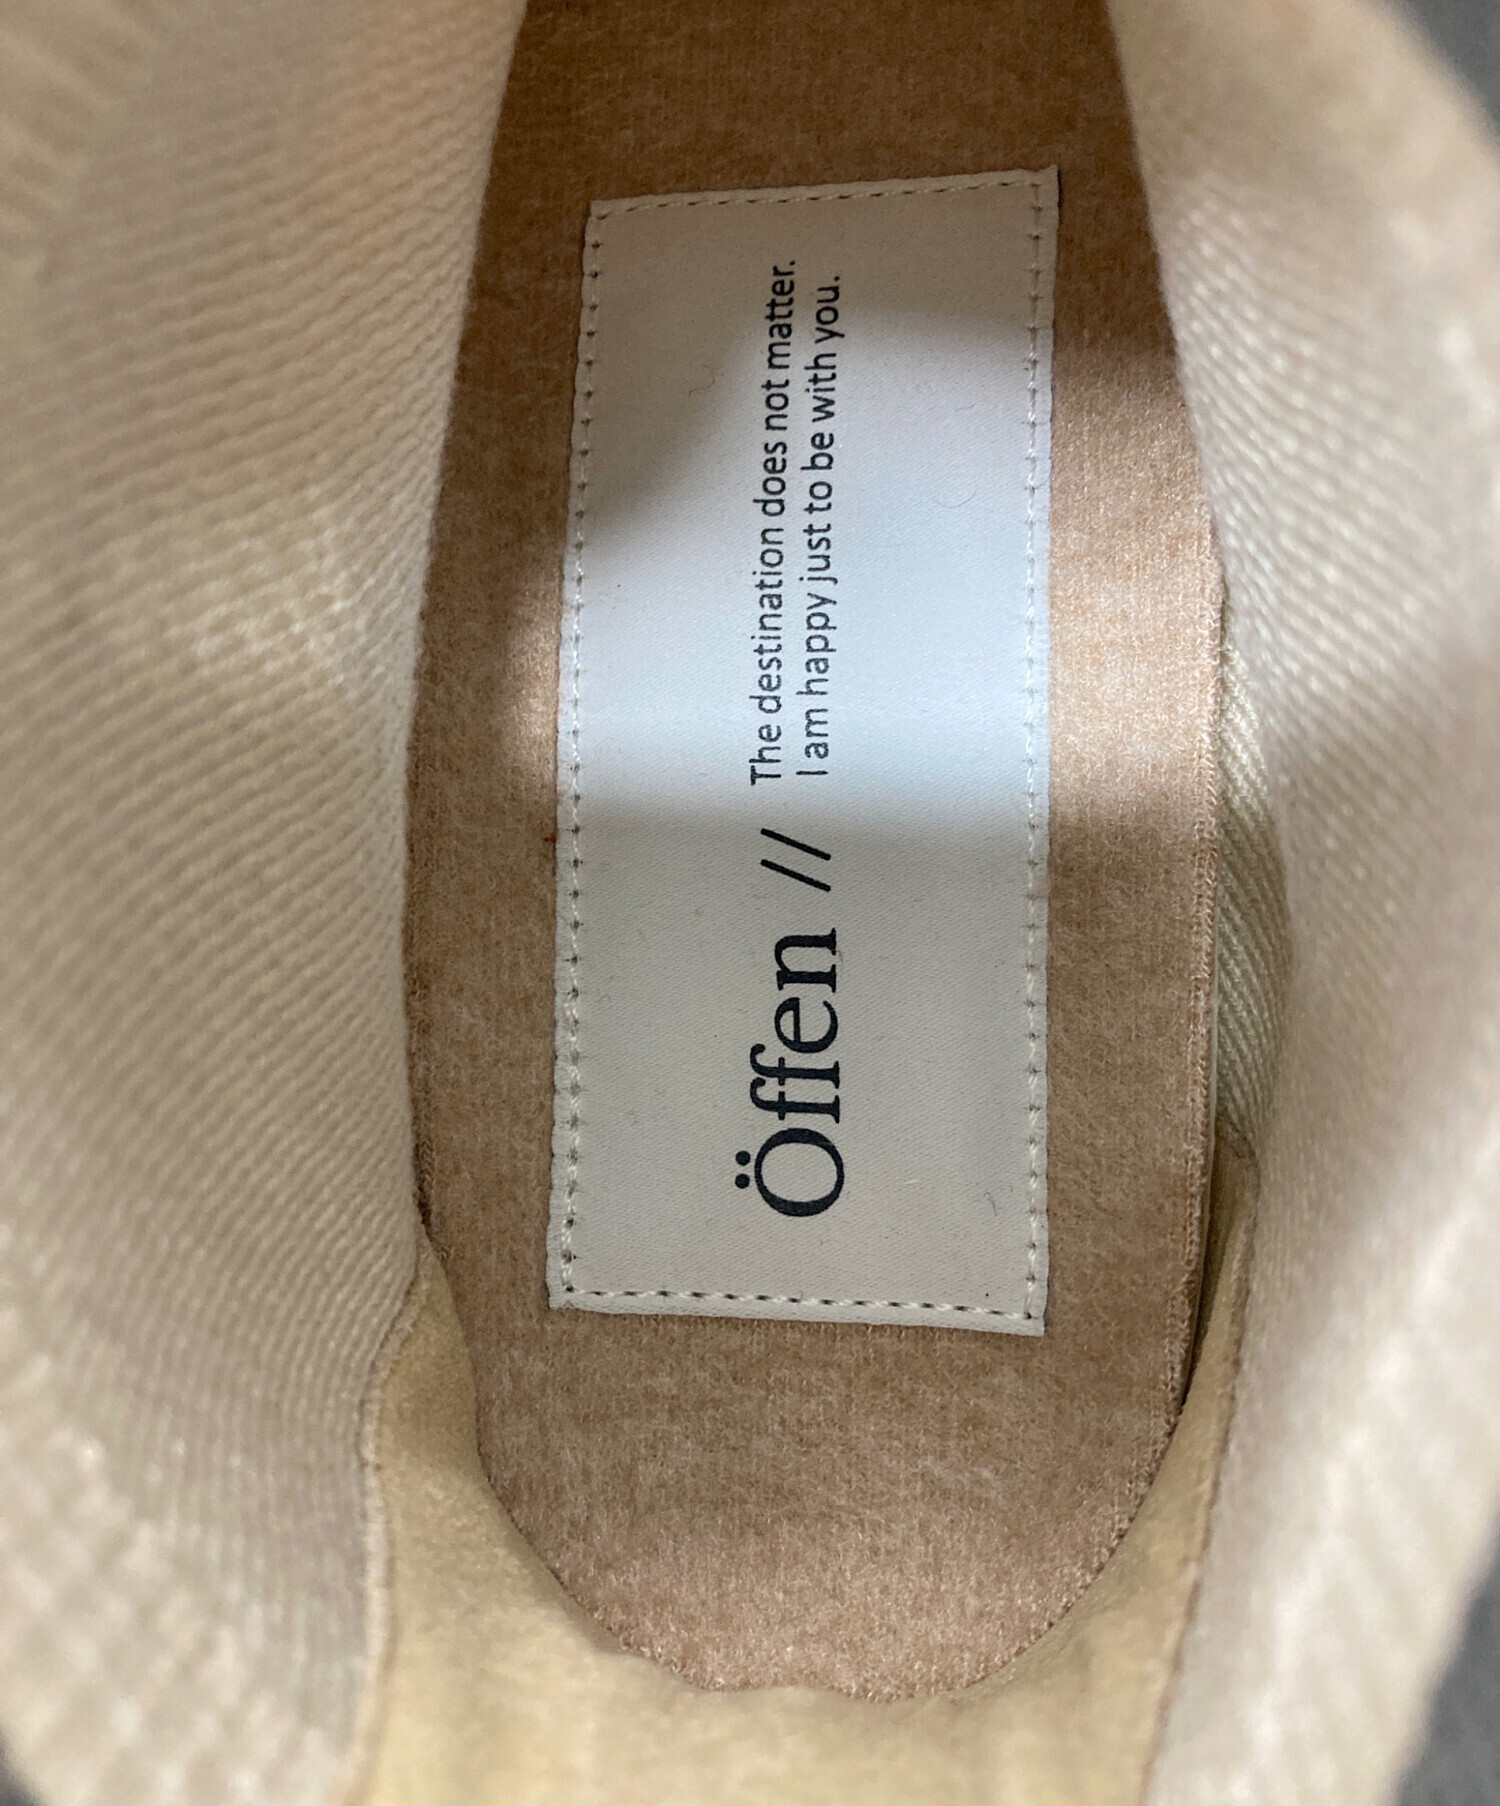 Öffen //
The destination does not matter.
I am happy just to be with you.